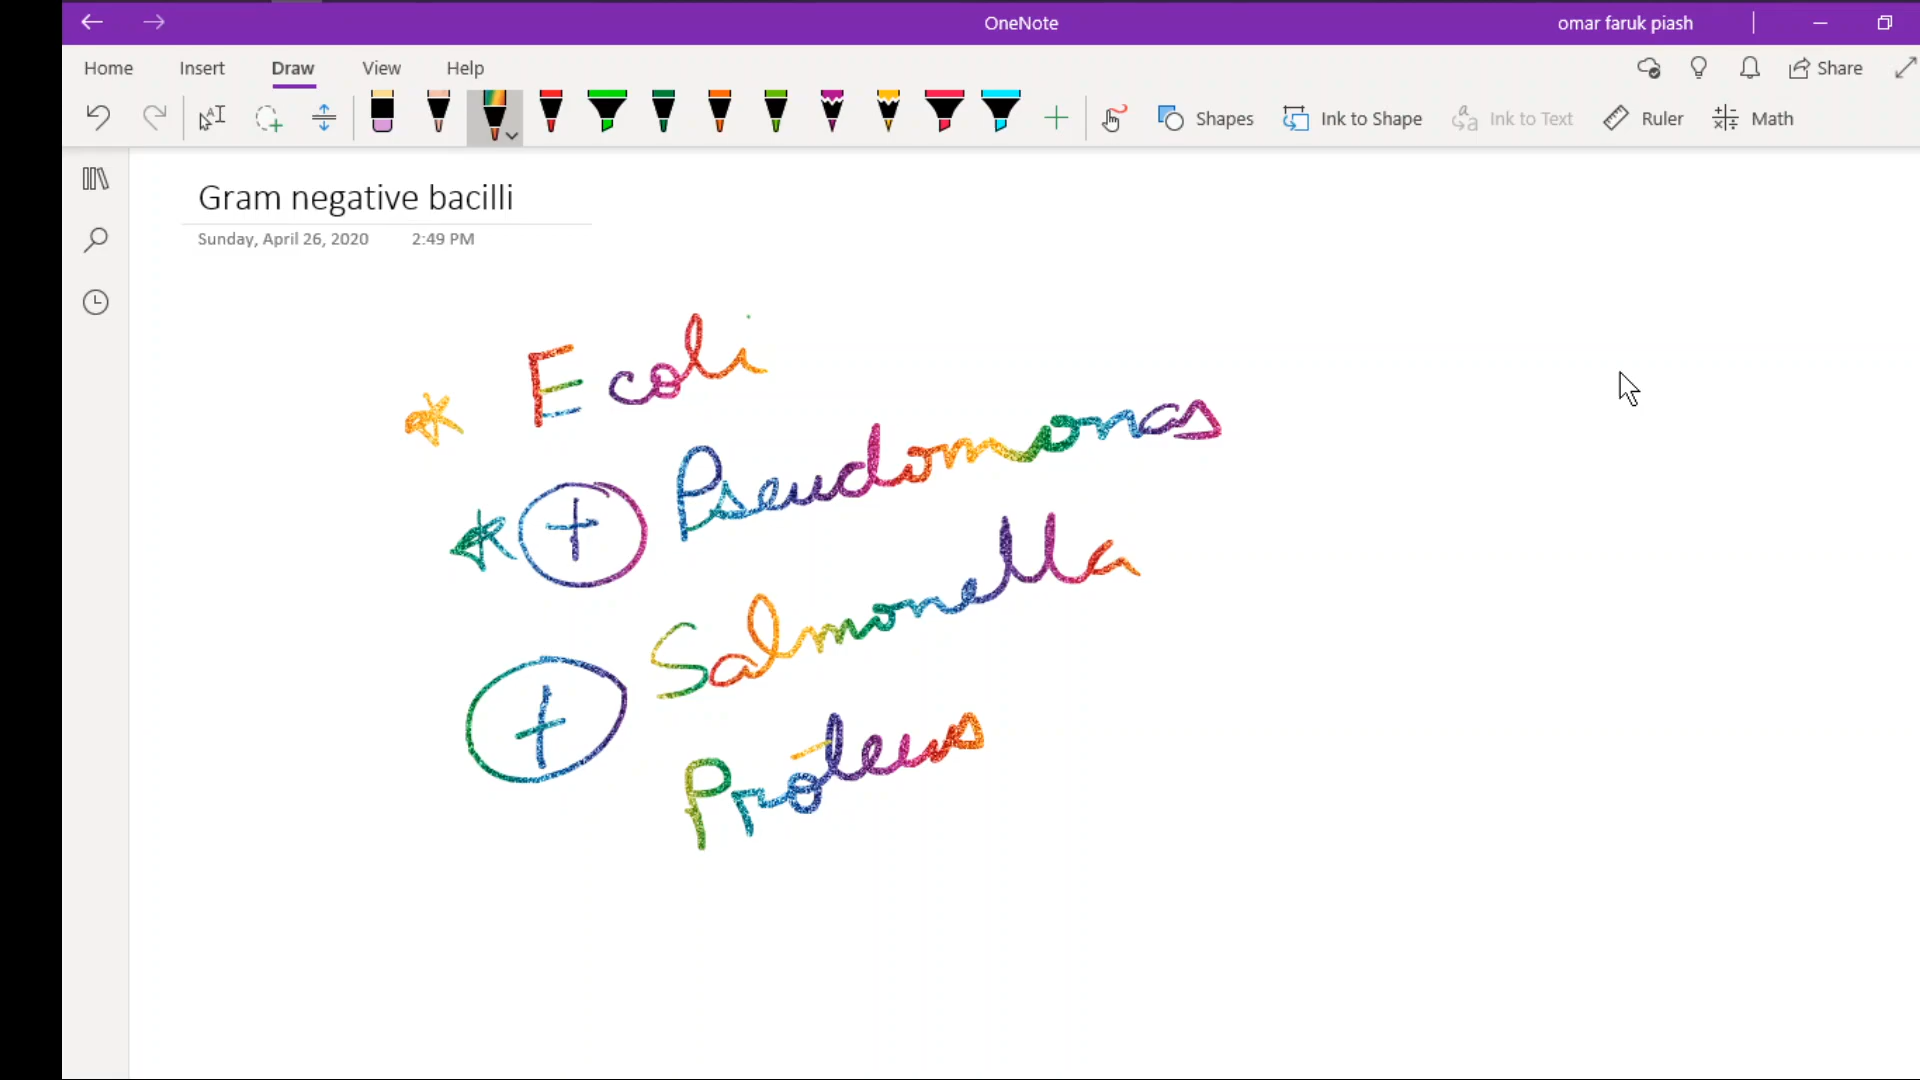 OneNote
omar faruk piash
Home Insert Draw View Help
Share
Shapes Ink to Shape Ink to Text Ruler Math
Gram negative bacilli
Sunday, April 26, 2020 2:49 PM
* E coli
* + Pseudomonas
Salmonella
+
Proteus